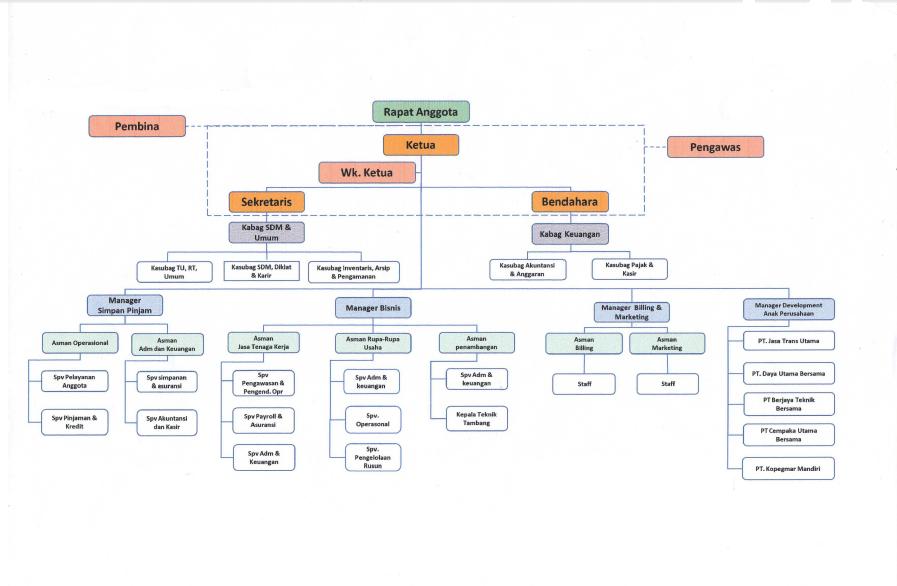 Rapat Anggota
Pembina
Ketua
Pengawas
Wk. Ketua
Sekretaris
Bendahara
Kabag SDM &
Umum
Kabag Keuangan
Kasubag TU, RT,
Umum
Kasubag SDM, Diklat
& Karir
Kasubag Inventaris, Arsip
& Pengamanan
Kasubag Akuntansi
& Anggaran
Kasubag Pajak &
Kasir
Manager
Simpan Pinjam
Manager Bisnis
Manager Billing &
Marketing
Manager Development
Anak Perusahaan
Asman Operasional
Asman
Adm dan Keuangan
Asman
Jasa Tenaga Kerja
Asman Rupa-Rupa
Usaha
Asman
penambangan
Asman
Billing
Asman
Marketing
PT. Jasa Trans Utama
Spv Pelayanan
Anggota
Spv simpanan
& asuransi
Spv
Pengawasan &
Pengend. Opr
Spv Adm &
keuangan
Spv Adm &
keuangan
Staff
Staff
PT. Daya Utama Bersama
Spv Pinjaman &
Kredit
Spv Akuntansi
dan Kasir
Spv Payroll &
Asuransi
Spv.
Operasonal
Kepala Teknik
Tambang
PT Berjaya Teknik
Bersama
Spv Adm &
Keuangan
Spv.
Pengelolaan
Rusun
PT Cempaka Utama
Bersama
PT. Kopegmar Mandiri